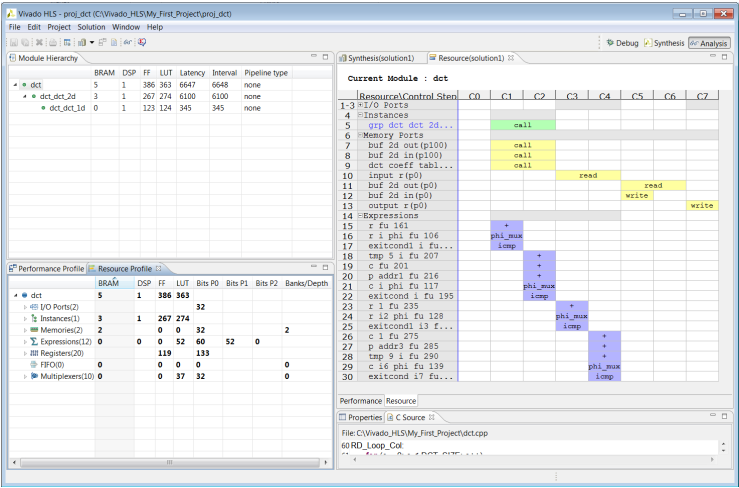 Vivado HLS - proj_dct (C:\Vivado_HLS\My_First_Project\proj_dct)
File Edit Project Solution Window Help
Debug Synthesis Analysis
Module Hierarchy
BRAM DSP FF LUT Latency Interval Pipeline type
dct 5 1 386 363 6647 6648 none
dct_dct_2d 3 1 267 274 6100 6100 none
dct_dct_1d 0 1 123 124 345 345 none
Performance Profile Resource Profile
BRAM DSP FF LUT Bits P0 Bits P1 Bits P2 Banks/Depth
dct 5 1 386 363
I/O Ports(2) 32
Instances(1) 3 1 267 274
Memories(2) 2 0 0 32 2
Expressions(12) 0 0 0 52 60 52 0
Registers(20) 119 133
FIFO(0) 0 0 0 0 0
Multiplexers(10) 0 0 37 32 0
Synthesis(solution1) Resource(solution1)
Current Module : dct
Resource\Control Step C0 C1 C2 C3 C4 C5 C6 C7
1-3 I/O Ports
4 Instances
5 grp dct dct 2d... call
6 Memory Ports
7 buf 2d out(p100) call
8 buf 2d in(p100) call
9 dct coeff tabl... call
10 input r(p0) read
11 buf 2d out(p0) read
12 buf 2d in(p0) write
13 output r(p0) write
14 Expressions
15 r fu 161 +
16 r i phi fu 106 phi_mux
17 exitcond1 i fu... icmp
18 tmp 5 i fu 207 +
19 c fu 201 +
20 p addr1 fu 216 +
21 c i phi fu 117 phi_mux
22 exitcond i fu 195 icmp
23 r 1 fu 235 +
24 r i2 phi fu 128 phi_mux
25 exitcond1 i3 f... icmp
26 c 1 fu 275 +
27 p addr3 fu 285 +
28 tmp 9 i fu 290 +
29 c i6 phi fu 139 phi_mux
30 exitcond i7 fu... icmp
Performance Resource
Properties C Source
File: C:\Vivado_HLS\My_First_Project\dct.cpp
60 RD_Loop_Col: